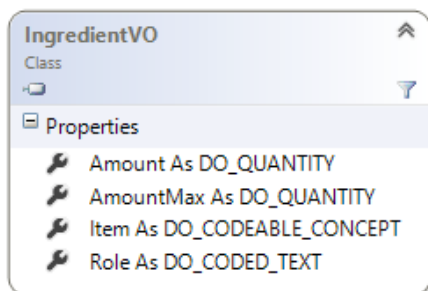 IngredientVO
Class
Properties
Amount As DO_QUANTITY
AmountMax As DO_QUANTITY
Item As DO_CODEABLE_CONCEPT
Role As DO_CODED_TEXT